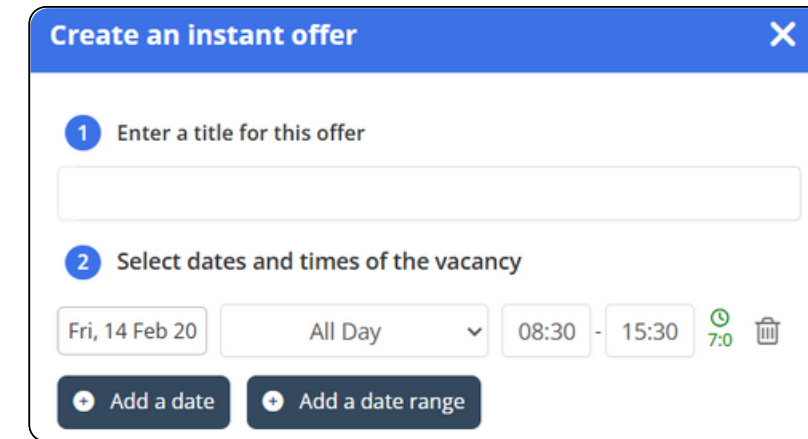 Create an instant offer
1 Enter a title for this offer
2 Select dates and times of the vacancy
Fri, 14 Feb 20 All Day 08:30 - 15:30 7:0
Add a date Add a date range